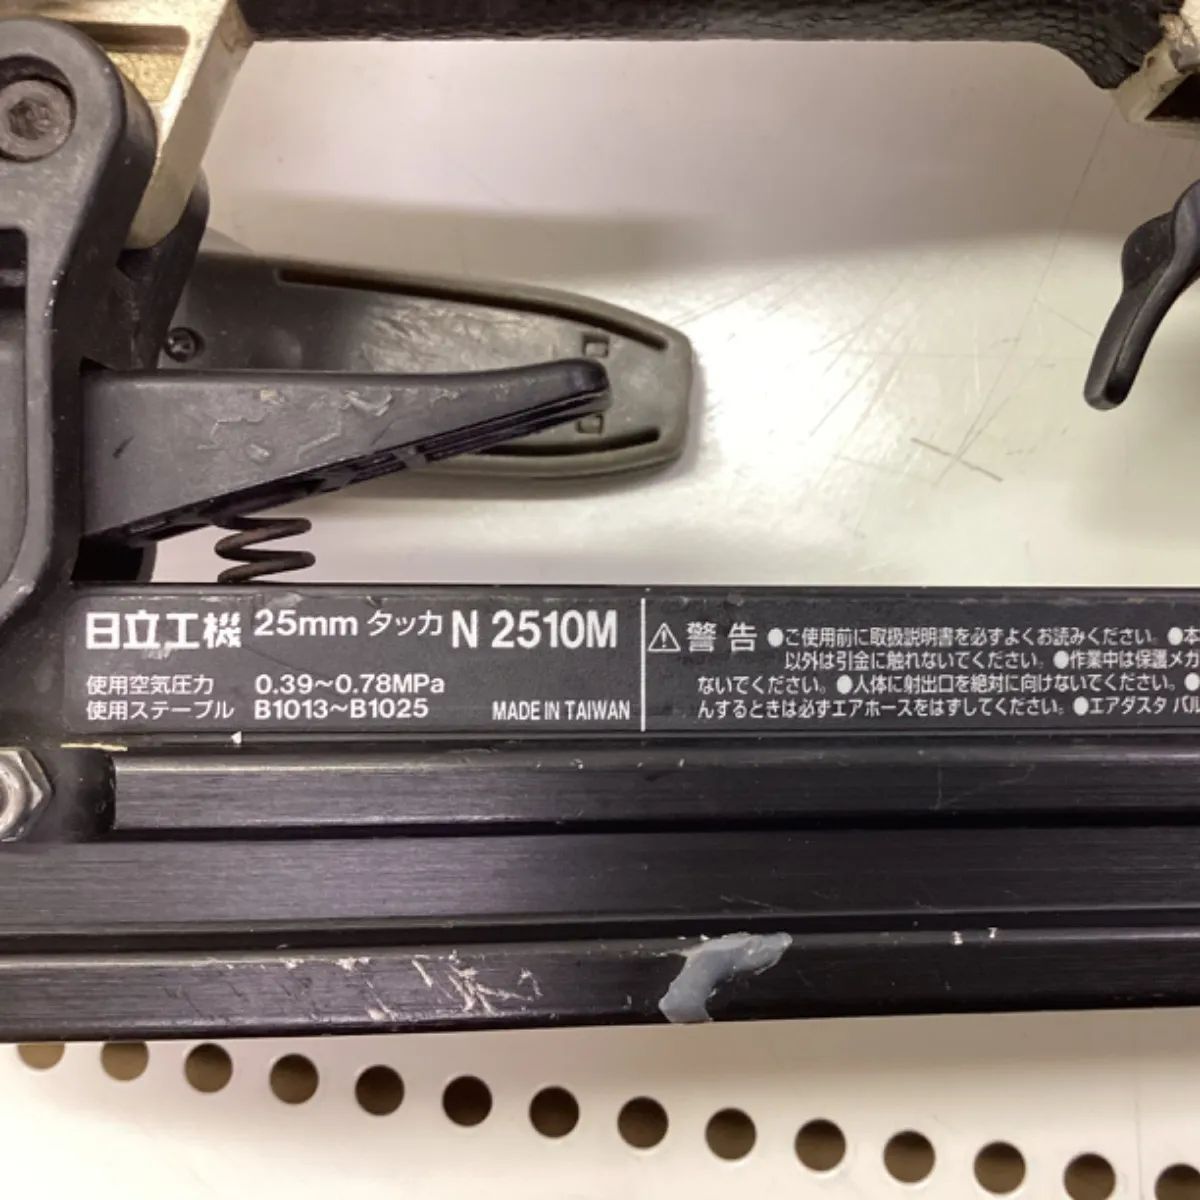 日立工機 25mm タッカ N 2510M
使用空気圧力 0.39～0.78MPa
使用ステープル B1013～B1025
MADE IN TAIWAN
⚠警告 ●ご使用前に取扱説明書を必ずよくお読みください。●本
以外は引金に触れないでください。●作業中は保護メガ
ないでください。●人体に射出口を絶対に向けないでください。●
んするときは必ずエアホースをはずしてください。●エアダスタ バル